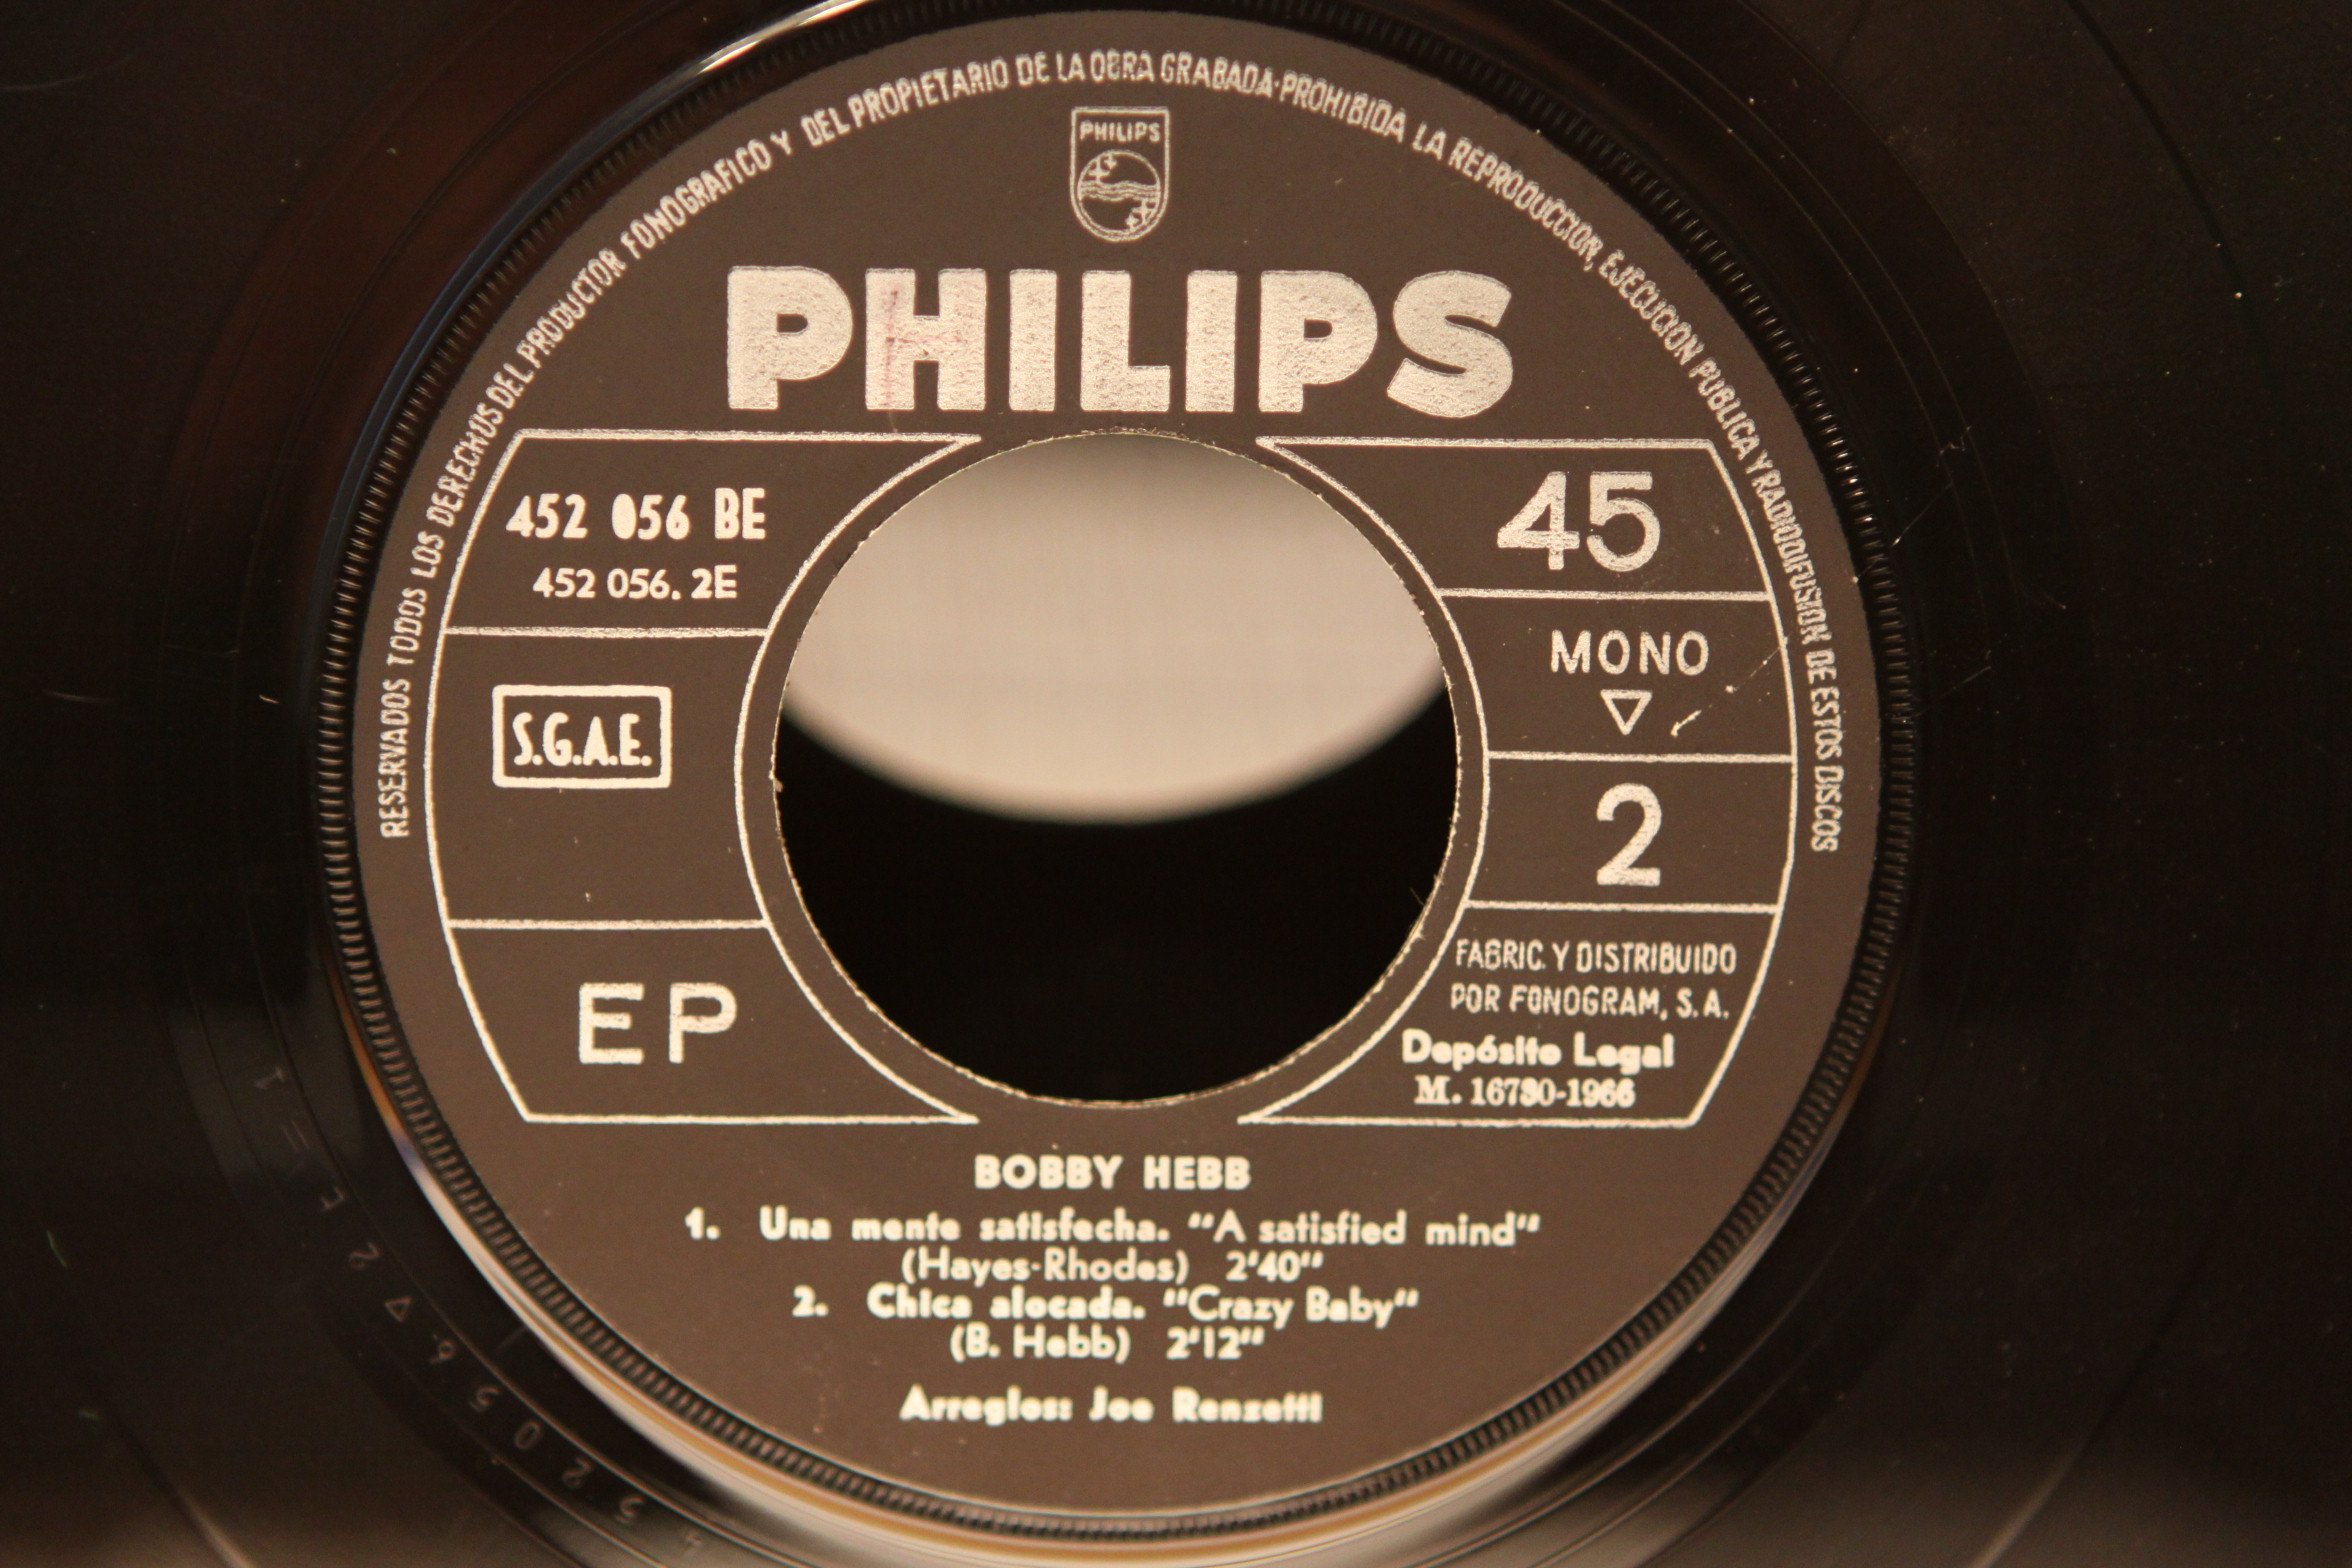 RESERVADOS TODOS LOS DERECHOS DEL PRODUCTOR FONOGRAFICO Y DEL PROPIETARIO DE LA OBRA GRABADA·PROHIBIDA LA REPRODUCCION, EJECUCION PUBLICA Y RADIODIFUSION DE ESTOS DISCOS
PHILIPS
PHILIPS
452 056 BE
452 056. 2E
S.G.A.E.
EP
45
MONO
2
FABRIC. Y DISTRIBUIDO
POR FONOGRAM, S.A.
Depósito Legal
M. 16730-1966
BOBBY HEBB
1. Una mente satisfecha. "A satisfied mind"
(Hayes-Rhodes) 2'40"
2. Chica alocada. "Crazy Baby"
(B. Hebb) 2'12"
Arreglos: Joe Renzetti